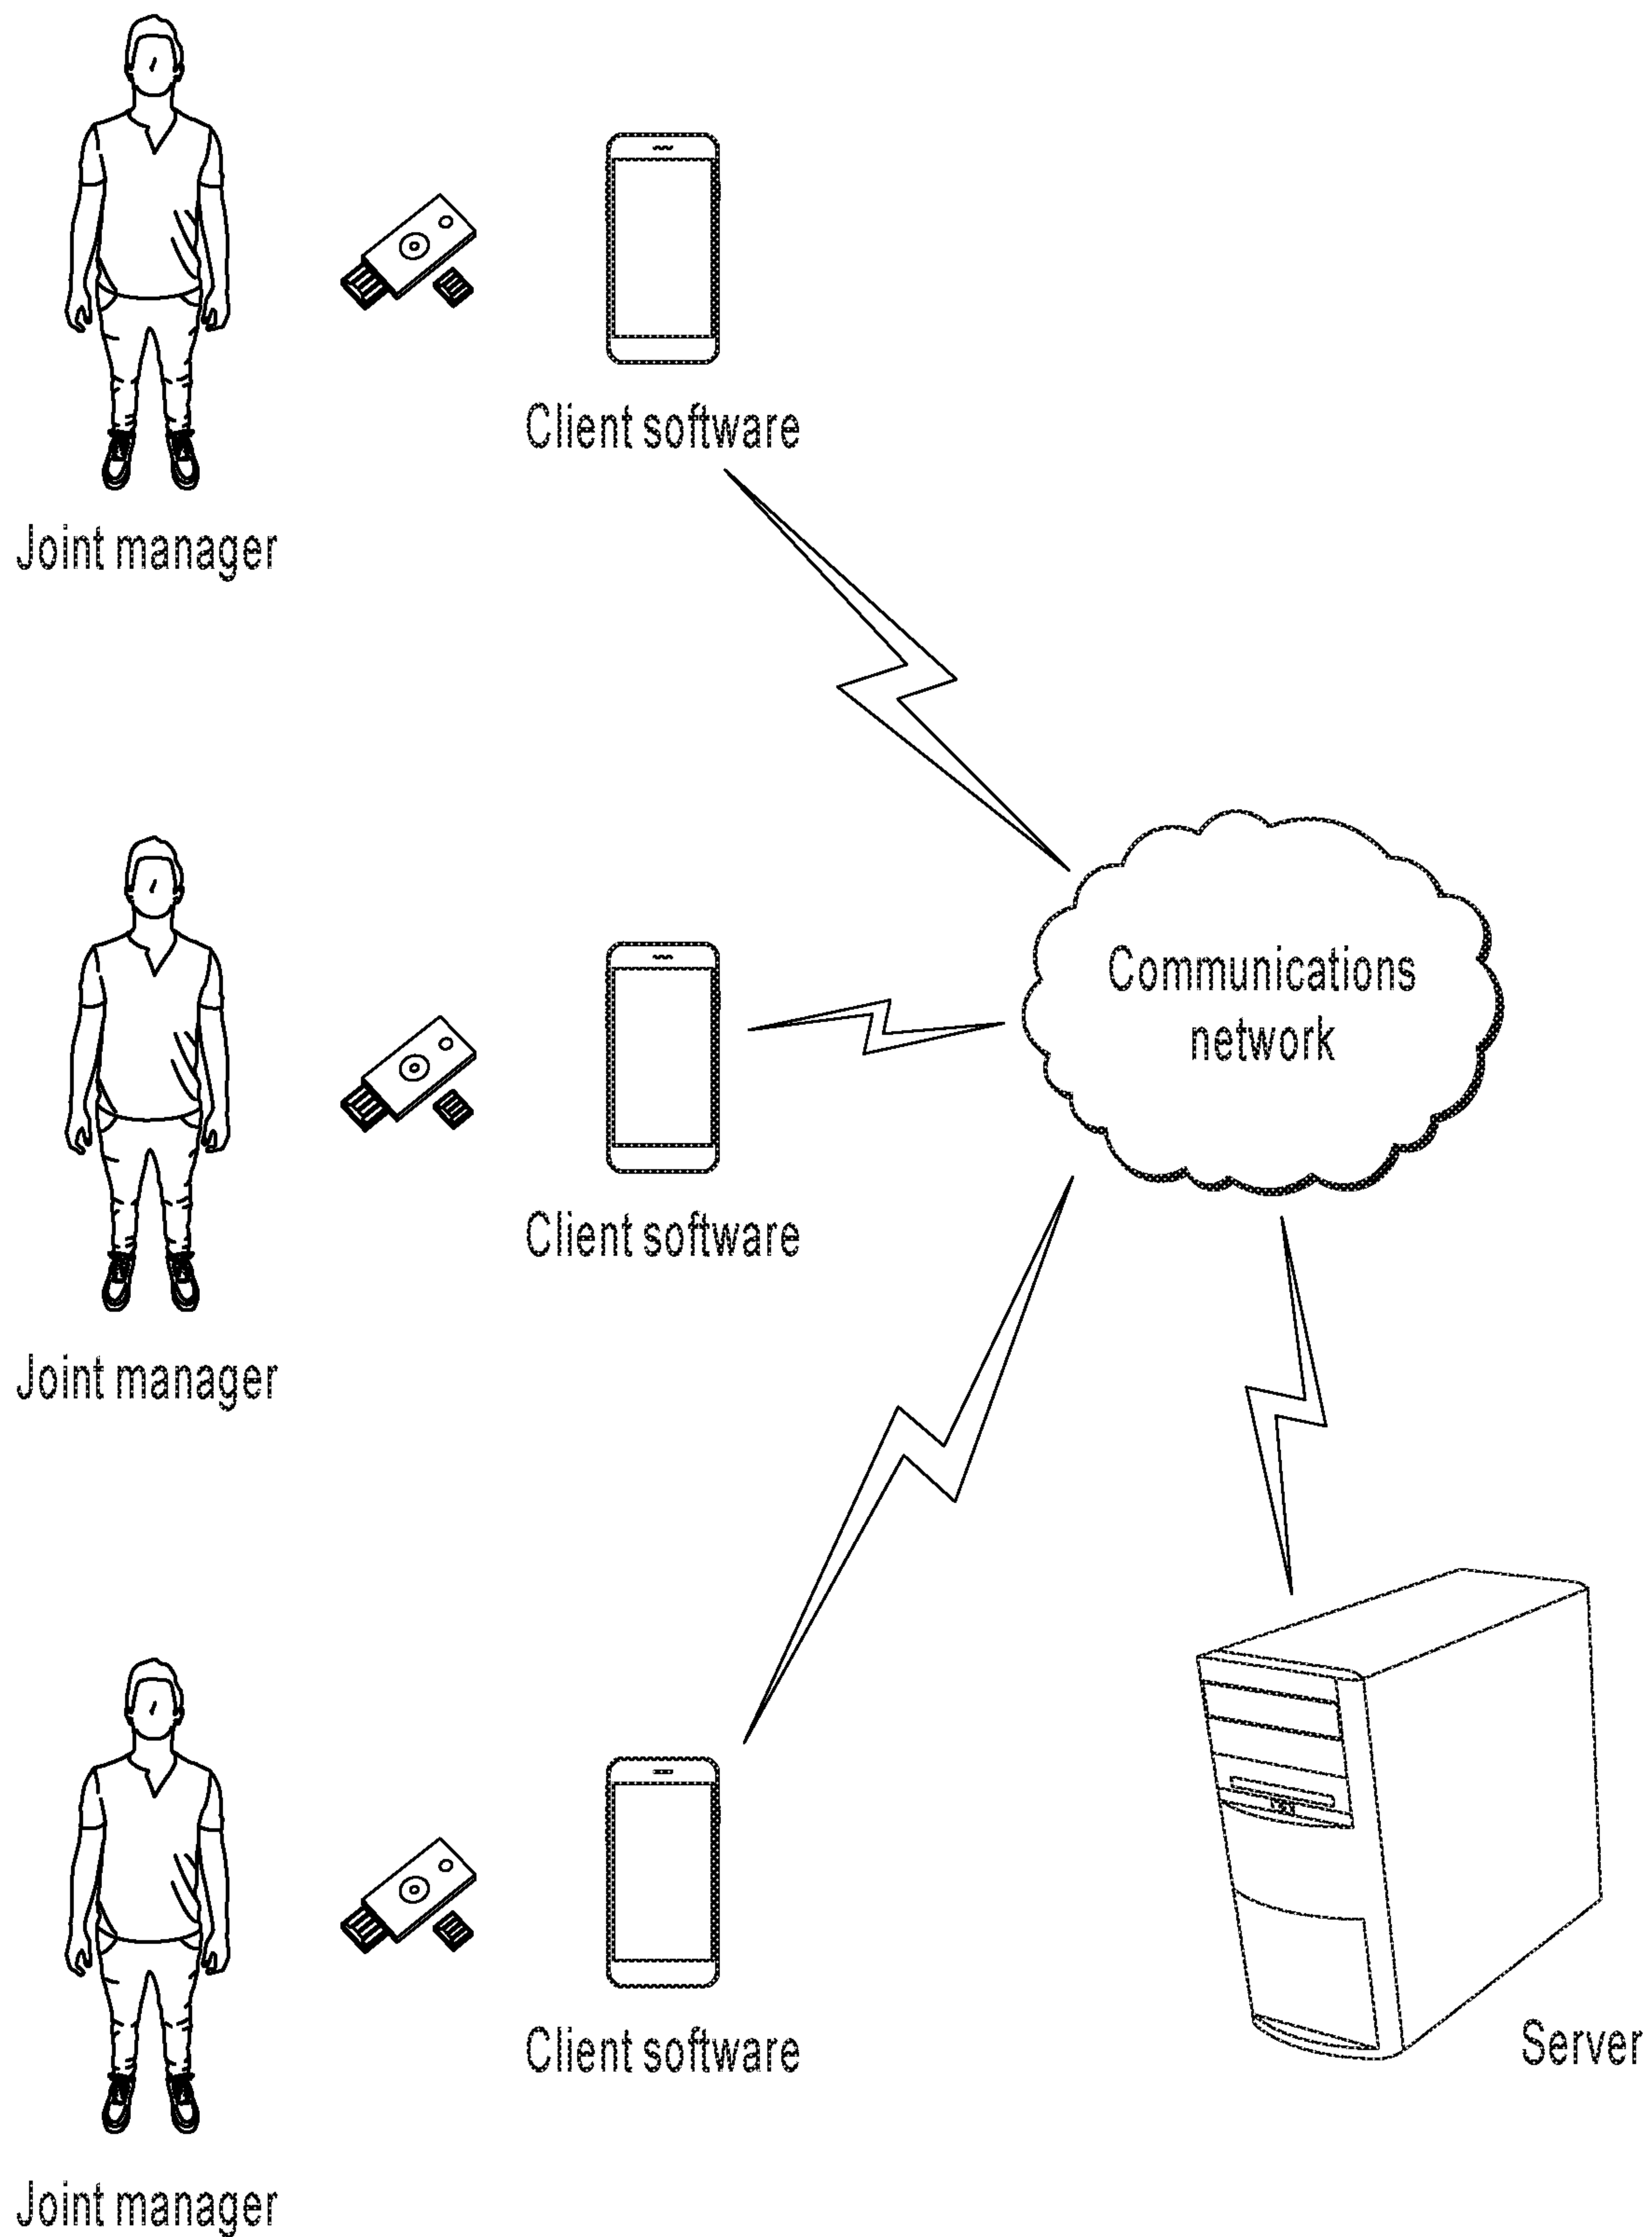 Client software
Joint manager
Communications
network
Client software
Joint manager
Client software
Server
Joint manager